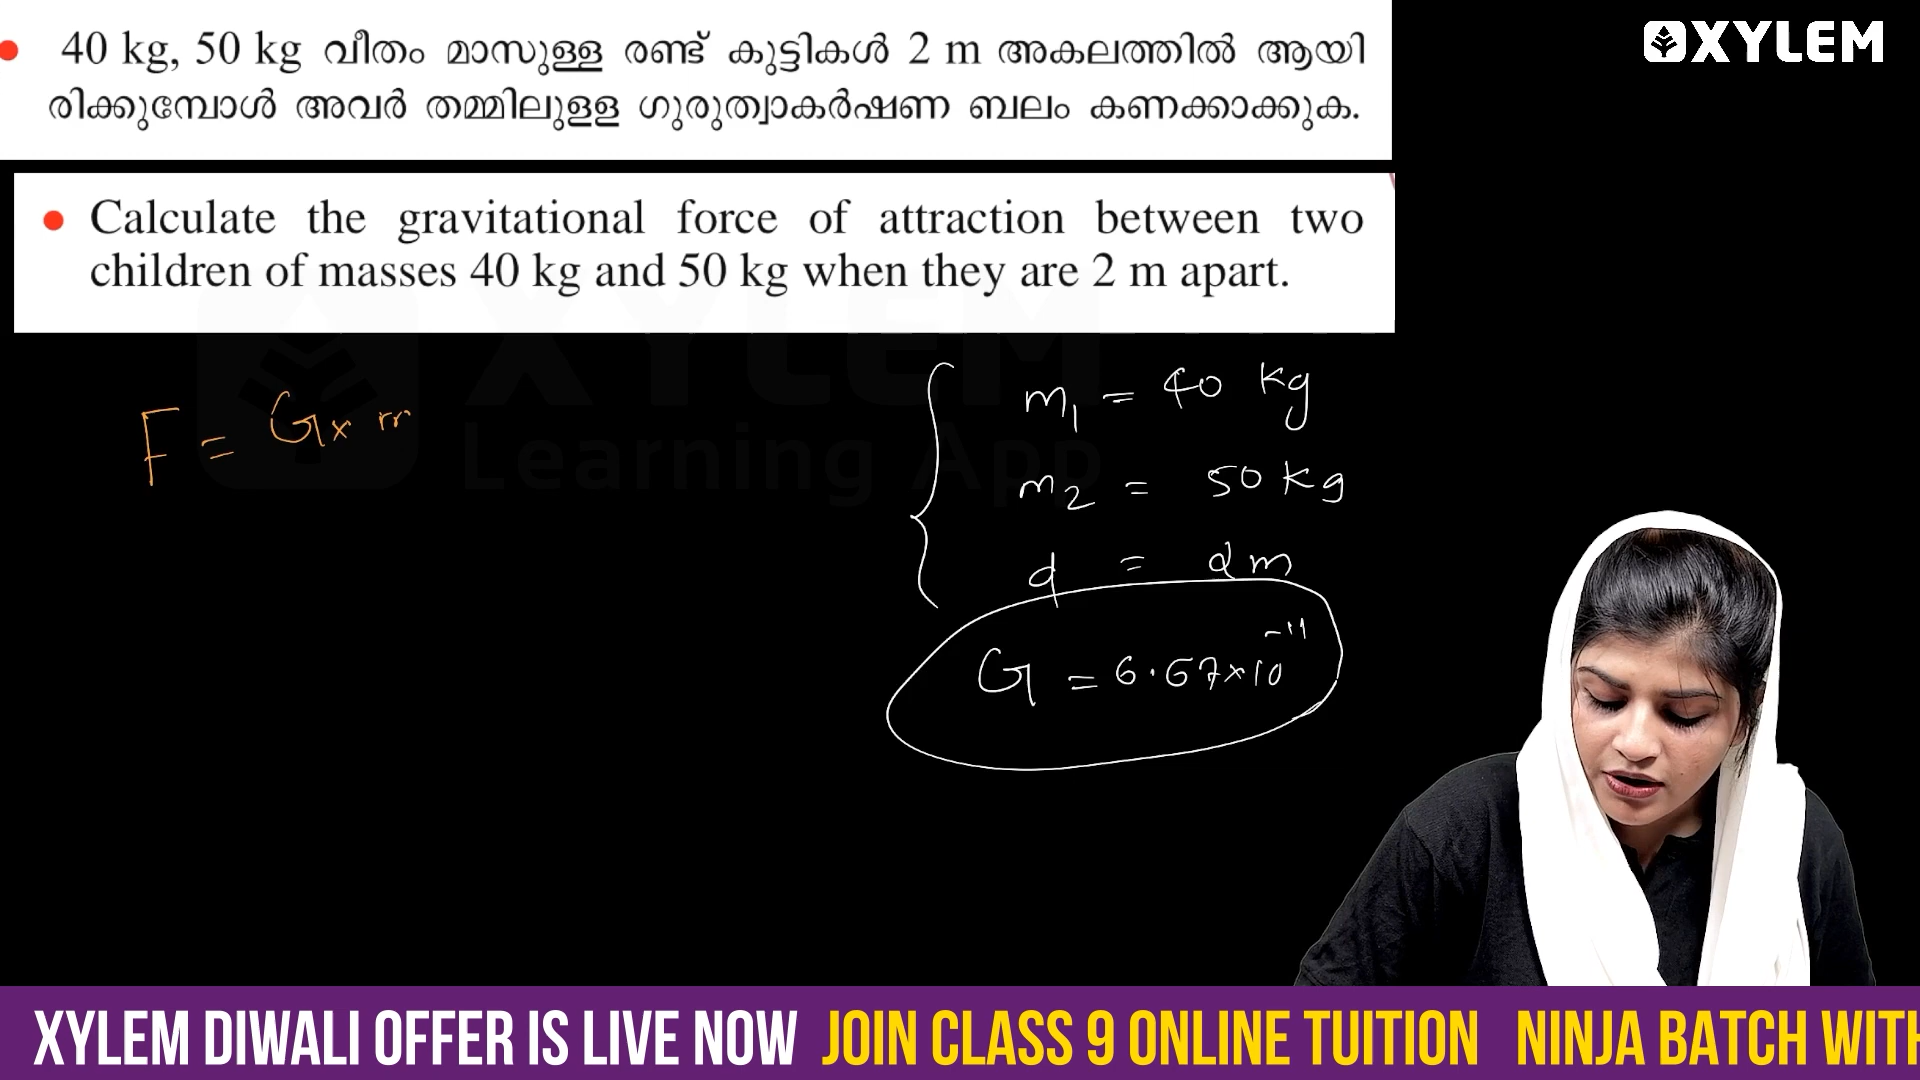 XYLEM
• 40 kg, 50 kg വീതം മാസുള്ള രണ്ട് കുട്ടികൾ 2 m അകലത്തിൽ ആയി
രിക്കുമ്പോൾ അവർ തമ്മിലുള്ള ഗുരുത്വാകർഷണ ബലം കണക്കാക്കുക.
• Calculate the gravitational force of attraction between two
children of masses 40 kg and 50 kg when they are 2 m apart.
XYLEM
Learning App
F = G × m
m₁ = 40 kg
m₂ = 50 kg
d = 2m
G = 6.67×10⁻¹¹
XYLEM DIWALI OFFER IS LIVE NOW JOIN CLASS 9 ONLINE TUITION NINJA BATCH WITH